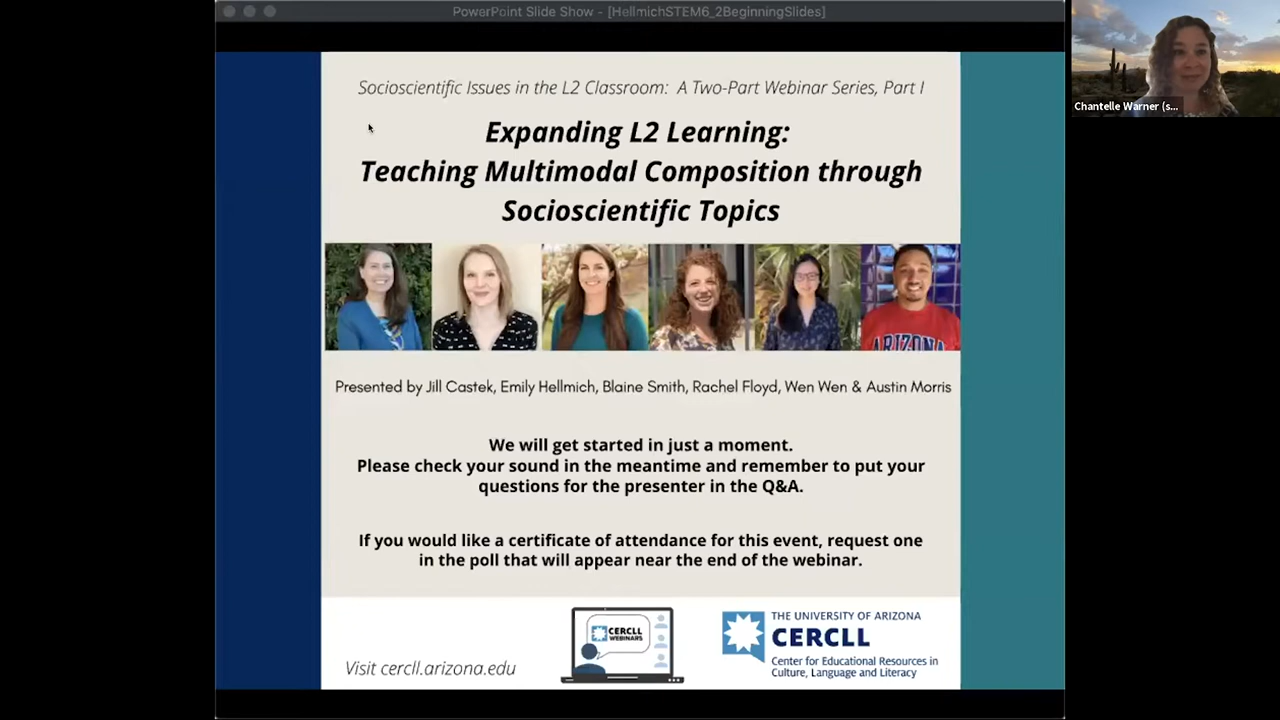 PowerPoint Slide Show - [HellmichSTEM6_2BeginningSlides]
Chantelle Warner (s...
Socioscientific Issues in the L2 Classroom: A Two-Part Webinar Series, Part I
Expanding L2 Learning:
Teaching Multimodal Composition through
Socioscientific Topics
ARIZONA
Presented by Jill Castek, Emily Hellmich, Blaine Smith, Rachel Floyd, Wen Wen & Austin Morris
We will get started in just a moment.
Please check your sound in the meantime and remember to put your
questions for the presenter in the Q&A.
If you would like a certificate of attendance for this event, request one
in the poll that will appear near the end of the webinar.
Visit cercll.arizona.edu
CERCLL
WEBINARS
THE UNIVERSITY OF ARIZONA
CERCLL
Center for Educational Resources in
Culture, Language and Literacy